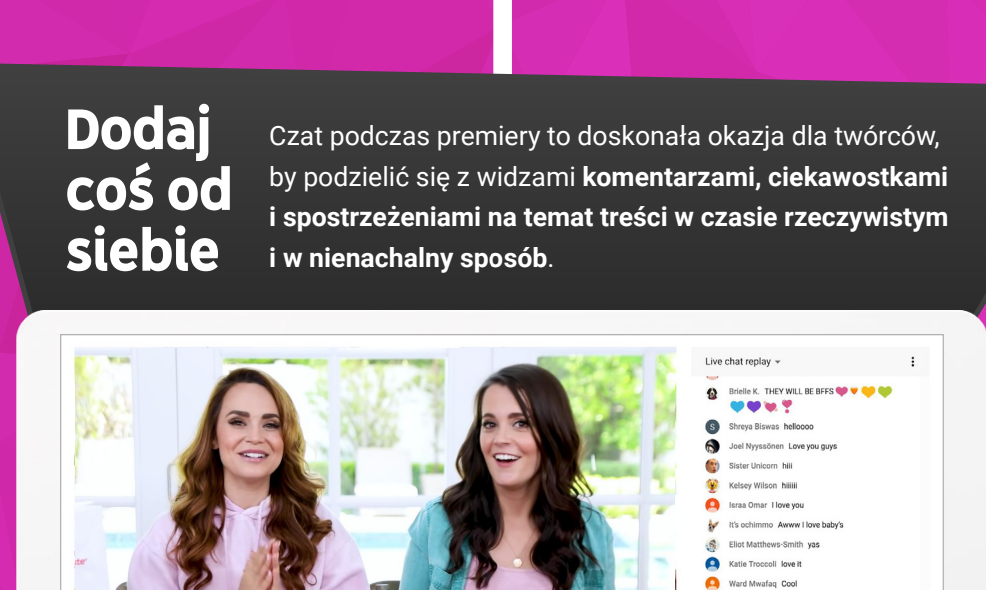 Dodaj
coś od
siebie
Czat podczas premiery to doskonała okazja dla twórców,
by podzielić się z widzami komentarzami, ciekawostkami
i spostrzeżeniami na temat treści w czasie rzeczywistym
i w nienachalny sposób.
Live chat replay
Brielle K. THEY WILL BE BFFS
Shreya Biswas helloooo
Joel Nyyssönen Love you guys
Sister Unicorn hiii
Kelsey Wilson hiiiiii
Israa Omar I love you
It's ochimmo Awww I love baby's
Eliot Matthews-Smith yas
Katie Troccoli love it
Ward Mwafaq Cool